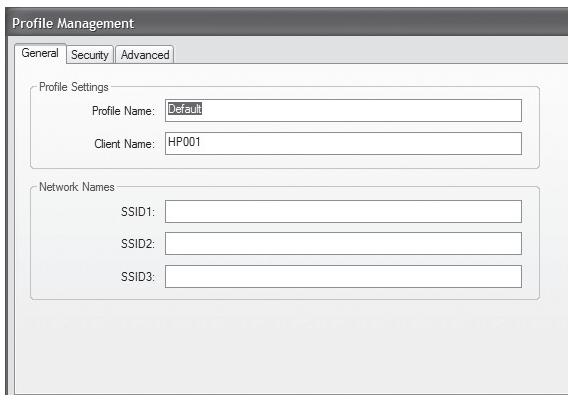 Profile Management
General Security Advanced
Profile Settings
Profile Name: Default
Client Name: HP001
Network Names
SSID1:
SSID2:
SSID3: